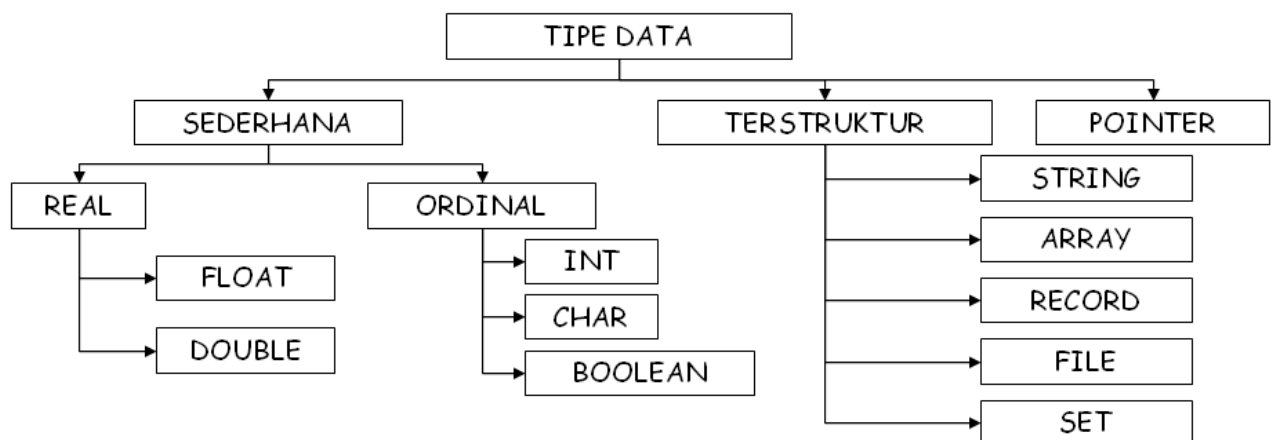 TIPE DATA
SEDERHANA
TERSTRUKTUR
POINTER
REAL
ORDINAL
STRING
ARRAY
RECORD
FILE
SET
FLOAT
DOUBLE
INT
CHAR
BOOLEAN